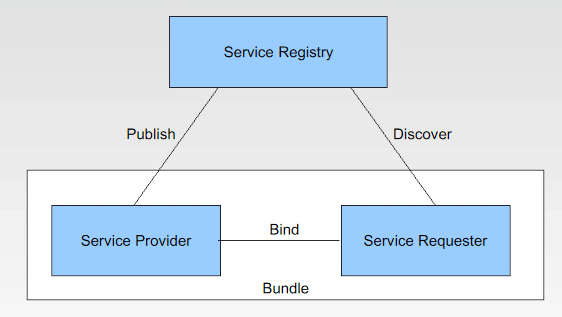 Service Registry
Publish
Discover
Service Provider
Bind
Service Requester
Bundle